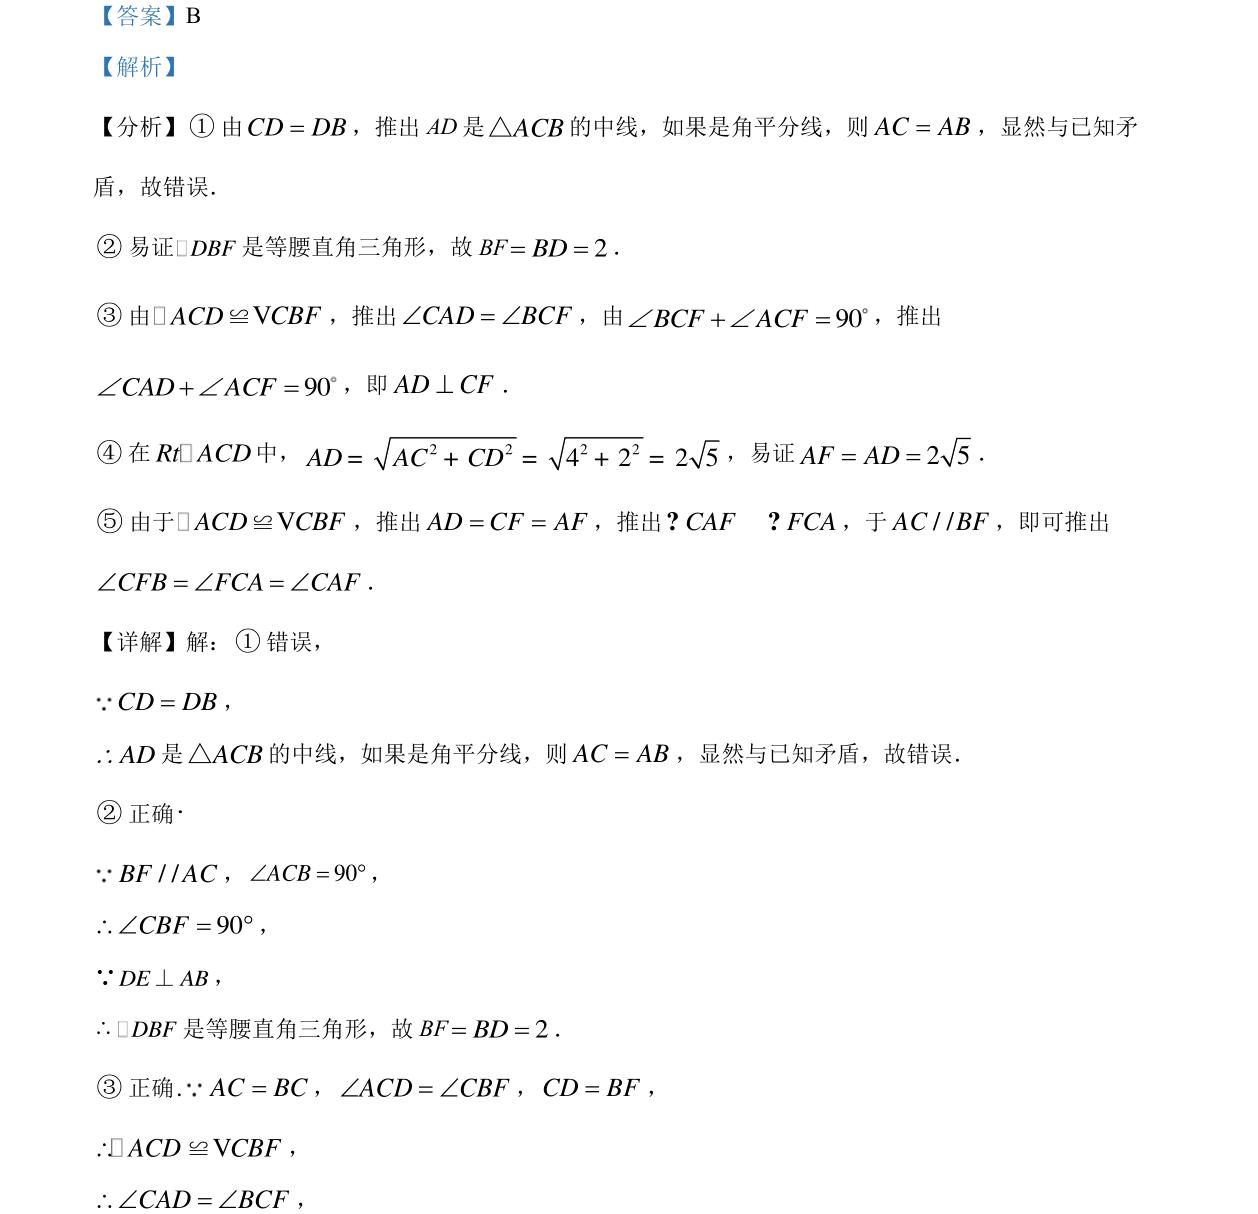 【答案】B
【解析】
【分析】① 由CD = DB，推出 AD 是△ACB的中线，如果是角平分线，则 AC = AB，显然与已知矛
盾，故错误．
② 易证□DBF 是等腰直角三角形，故 BF = BD = 2．
③ 由□ ACD ≌ VCBF，推出∠CAD = ∠BCF，由∠BCF + ∠ACF = 90°，推出
∠CAD + ∠ACF = 90°，即 AD ⊥ CF．
④ 在 Rt□ ACD 中，AD = √(AC² + CD²) = √(4² + 2²) = 2√5，易证 AF = AD = 2√5．
⑤ 由于□ ACD ≌ VCBF，推出 AD = CF = AF，推出? CAF ? FCA，于 AC//BF，即可推出
∠CFB = ∠FCA = ∠CAF．
【详解】解：① 错误，
∵CD = DB，
∴AD 是△ACB 的中线，如果是角平分线，则 AC = AB，显然与已知矛盾，故错误．
② 正确·
∵BF//AC，∠ACB = 90°，
∴∠CBF = 90°，
∵DE ⊥ AB，
∴□DBF 是等腰直角三角形，故 BF = BD = 2．
③ 正确.∵AC = BC，∠ACD = ∠CBF，CD = BF，
∴□ ACD ≌ VCBF，
∴∠CAD = ∠BCF，